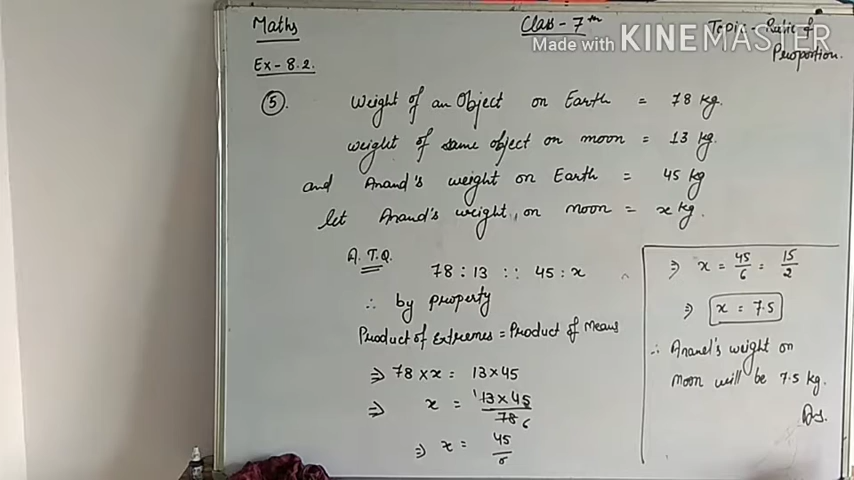 Maths
Class - 7th
Topic - Ratio & Proportion.
Made with KINEMASTER
Ex - 8.2.
(5). Weight of an Object on Earth = 78 kg.
weight of same object on moon = 13 kg.
and Anand's weight on Earth = 45 kg
let Anand's weight, on moon = x kg.
A.T.Q.
78 : 13 :: 45 : x
∴ by property
Product of Extremes = Product of Means
⇒ 78 × x = 13 × 45
⇒ x = 13 × 45 / 78 6
⇒ x = 45/6
⇒ x = 45/6 = 15/2
⇒ x = 7.5
∴ Anand's weight on
moon will be 7.5 kg.